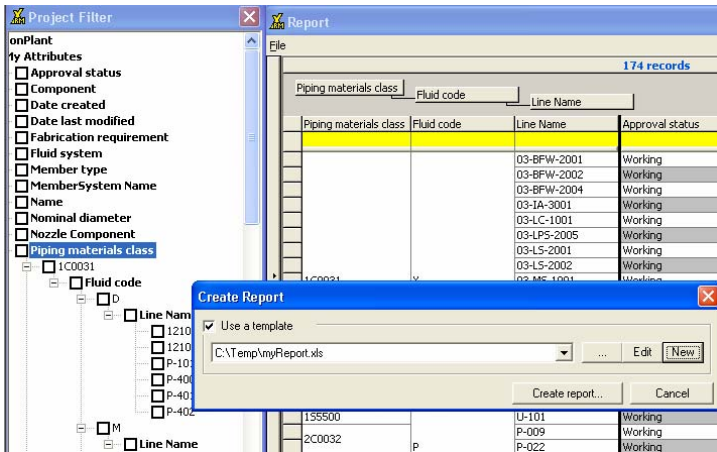 Project Filter
onPlant
Attributes
Approval status
Component
Date created
Date last modified
Fabrication requirement
Fluid system
Member type
MemberSystem Name
Name
Nominal diameter
Nozzle Component
Piping materials class
1C0031
Fluid code
D
Line Nam
1210
1210
P-101
P-400
P-401
P-402
M
Line Name
Report
File
174 records
Piping materials class
Fluid code
Line Name
Piping materials class Fluid code Line Name Approval status
03-BFW-2001 Working
03-BFW-2002 Working
03-BFW-2004 Working
03-IA-3001 Working
03-LC-1001 Working
03-LPS-2005 Working
03-LS-2001 Working
03-LS-2002 Working
1C0031 Y 03-MS-1001 Working
Create Report
Use a template
C:\Temp\myReport.xls ... Edit New
Create report... Cancel
1S5500 U-101 Working
2C0032 P P-009 Working
P-022 Working